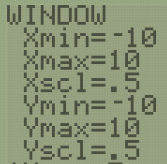 WINDOW
Xmin=-10
Xmax=10
Xscl=.5
Ymin=-10
Ymax=10
Yscl=.5